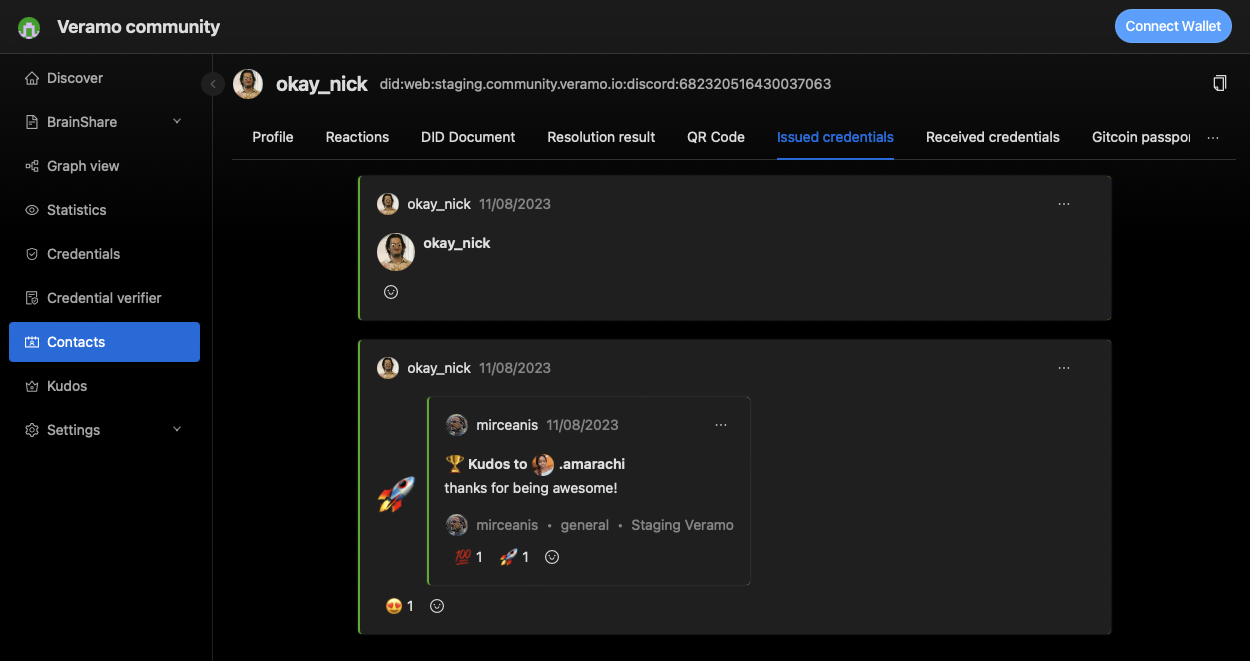 Veramo community
Connect Wallet
Discover
BrainShare
Graph view
Statistics
Credentials
Credential verifier
Contacts
Kudos
Settings
okay_nick did:web:staging.community.veramo.io:discord:682320516430037063
Profile Reactions DID Document Resolution result QR Code Issued credentials Received credentials Gitcoin passpor ···
okay_nick 11/08/2023 ···
okay_nick
okay_nick 11/08/2023 ···
mirceanis 11/08/2023 ···
🏆 Kudos to .amarachi
thanks for being awesome!
mirceanis • general • Staging Veramo
💯 1 🚀 1
😍 1